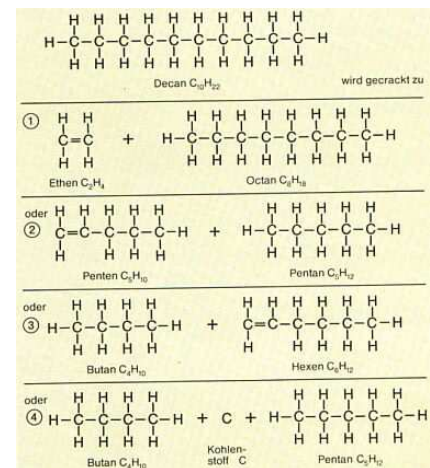 H H H H H H H H H H
H–C–C–C–C–C–C–C–C–C–C–H
H H H H H H H H H H
Decan C₁₀H₂₂ wird gecrackt zu
① H H H H H H H H H H
C=C + H–C–C–C–C–C–C–C–C–H
H H H H H H H H H H
Ethen C₂H₄ Octan C₈H₁₈
oder H H H H H H H H H H
② C=C–C–C–C–H + H–C–C–C–C–C–H
H H H H H H H H H
Penten C₅H₁₀ Pentan C₅H₁₂
oder H H H H H H H H H H
③ H–C–C–C–C–H + C=C–C–C–C–C–H
H H H H H H H H H
Butan C₄H₁₀ Hexen C₆H₁₂
oder H H H H H H H H H
④ H–C–C–C–C–H + C + H–C–C–C–C–C–H
H H H H H H H H H
Kohlen-
Butan C₄H₁₀ stoff C Pentan C₅H₁₂